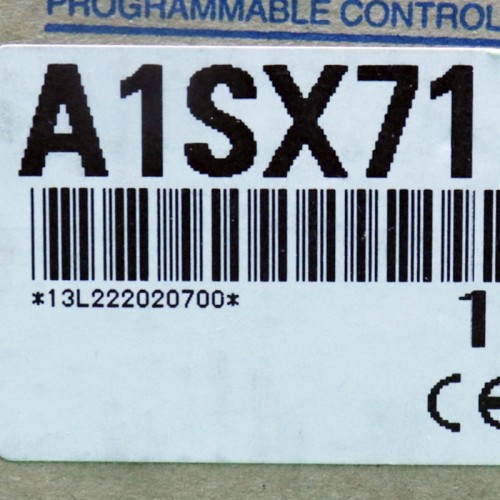 PROGRAMMABLE CONTROL
A1SX71
*13L222020700*
1
CE